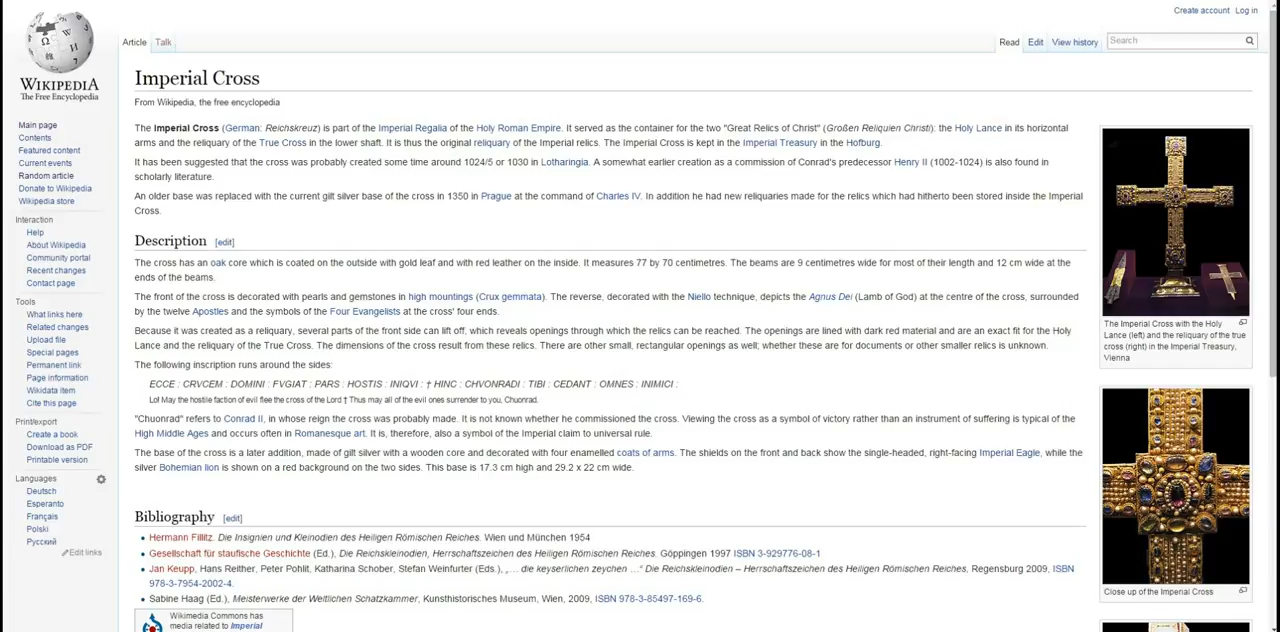 Create account Log in
Article Talk Read Edit View history Search
WIKIPEDIA
The Free Encyclopedia
Main page
Contents
Featured content
Current events
Random article
Donate to Wikipedia
Wikipedia store
Interaction
Help
About Wikipedia
Community portal
Recent changes
Contact page
Tools
What links here
Related changes
Upload file
Special pages
Permanent link
Page information
Wikidata item
Cite this page
Print/export
Create a book
Download as PDF
Printable version
Languages
Deutsch
Esperanto
Français
Polski
Русский
Edit links
Imperial Cross
From Wikipedia, the free encyclopedia
The Imperial Cross (German: Reichskreuz) is part of the Imperial Regalia of the Holy Roman Empire. It served as the container for the two "Great Relics of Christ" (Großen Reliquien Christi): the Holy Lance in its horizontal
arms and the reliquary of the True Cross in the lower shaft. It is thus the original reliquary of the Imperial relics. The Imperial Cross is kept in the Imperial Treasury in the Hofburg.
It has been suggested that the cross was probably created some time around 1024/5 or 1030 in Lotharingia. A somewhat earlier creation as a commission of Conrad's predecessor Henry II (1002-1024) is also found in
scholarly literature.
An older base was replaced with the current gilt silver base of the cross in 1350 in Prague at the command of Charles IV. In addition he had new reliquaries made for the relics which had hitherto been stored inside the Imperial
Cross.
Description [edit]
The cross has an oak core which is coated on the outside with gold leaf and with red leather on the inside. It measures 77 by 70 centimetres. The beams are 9 centimetres wide for most of their length and 12 cm wide at the
ends of the beams.
The front of the cross is decorated with pearls and gemstones in high mountings (Crux gemmata). The reverse, decorated with the Niello technique, depicts the Agnus Dei (Lamb of God) at the centre of the cross, surrounded
by the twelve Apostles and the symbols of the Four Evangelists at the cross' four ends.
Because it was created as a reliquary, several parts of the front side can lift off, which reveals openings through which the relics can be reached. The openings are lined with dark red material and are an exact fit for the Holy
Lance and the reliquary of the True Cross. The dimensions of the cross result from these relics. There are other small, rectangular openings as well; whether these are for documents or other smaller relics is unknown.
The following inscription runs around the sides:
ECCE : CRVCEM : DOMINI : FVGIAT : PARS : HOSTIS : INIQVI : † HINC : CHVONRADI : TIBI : CEDANT : OMNES : INIMICI :
Lo! May the hostile faction of evil flee the cross of the Lord † Thus may all of the evil ones surrender to you, Chuonrad.
"Chuonrad" refers to Conrad II, in whose reign the cross was probably made. It is not known whether he commissioned the cross. Viewing the cross as a symbol of victory rather than an instrument of suffering is typical of the
High Middle Ages and occurs often in Romanesque art. It is, therefore, also a symbol of the Imperial claim to universal rule.
The base of the cross is a later addition, made of gilt silver with a wooden core and decorated with four enamelled coats of arms. The shields on the front and back show the single-headed, right-facing Imperial Eagle, while the
silver Bohemian lion is shown on a red background on the two sides. This base is 17.3 cm high and 29.2 x 22 cm wide.
Bibliography [edit]
• Hermann Fillitz. Die Insignien und Kleinodien des Heiligen Römischen Reiches. Wien und München 1954
• Gesellschaft für staufische Geschichte (Ed.), Die Reichskleinodien, Herrschaftszeichen des Heiligen Römischen Reiches. Göppingen 1997 ISBN 3-929776-08-1
• Jan Keupp, Hans Reither, Peter Pohlit, Katharina Schober, Stefan Weinfurter (Eds.), „… die keyserlichen zeychen …“ Die Reichskleinodien – Herrschaftszeichen des Heiligen Römischen Reiches, Regensburg 2009, ISBN
978-3-7954-2002-4.
• Sabine Haag (Ed.), Meisterwerke der Weltlichen Schatzkammer, Kunsthistorisches Museum, Wien, 2009, ISBN 978-3-85497-169-6.
Wikimedia Commons has
media related to Imperial
The Imperial Cross with the Holy
Lance (left) and the reliquary of the true
cross (right) in the Imperial Treasury,
Vienna
Close up of the Imperial Cross